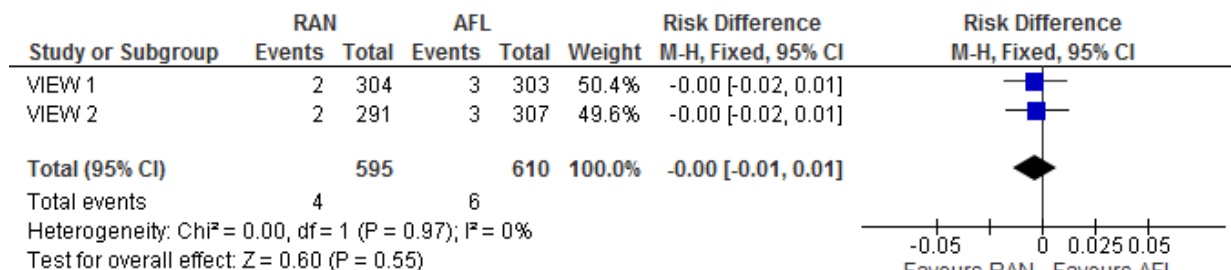 RAN AFL Risk Difference Risk Difference
Study or Subgroup Events Total Events Total Weight M-H, Fixed, 95% CI M-H, Fixed, 95% CI
VIEW 1 2 304 3 303 50.4% -0.00 [-0.02, 0.01]
VIEW 2 2 291 3 307 49.6% -0.00 [-0.02, 0.01]
Total (95% CI) 595 610 100.0% -0.00 [-0.01, 0.01]
Total events 4 6
Heterogeneity: Chi² = 0.00, df = 1 (P = 0.97); I² = 0%
Test for overall effect: Z = 0.60 (P = 0.55)
-0.05 0 0.025 0.05
Favours RAN Favours AFL